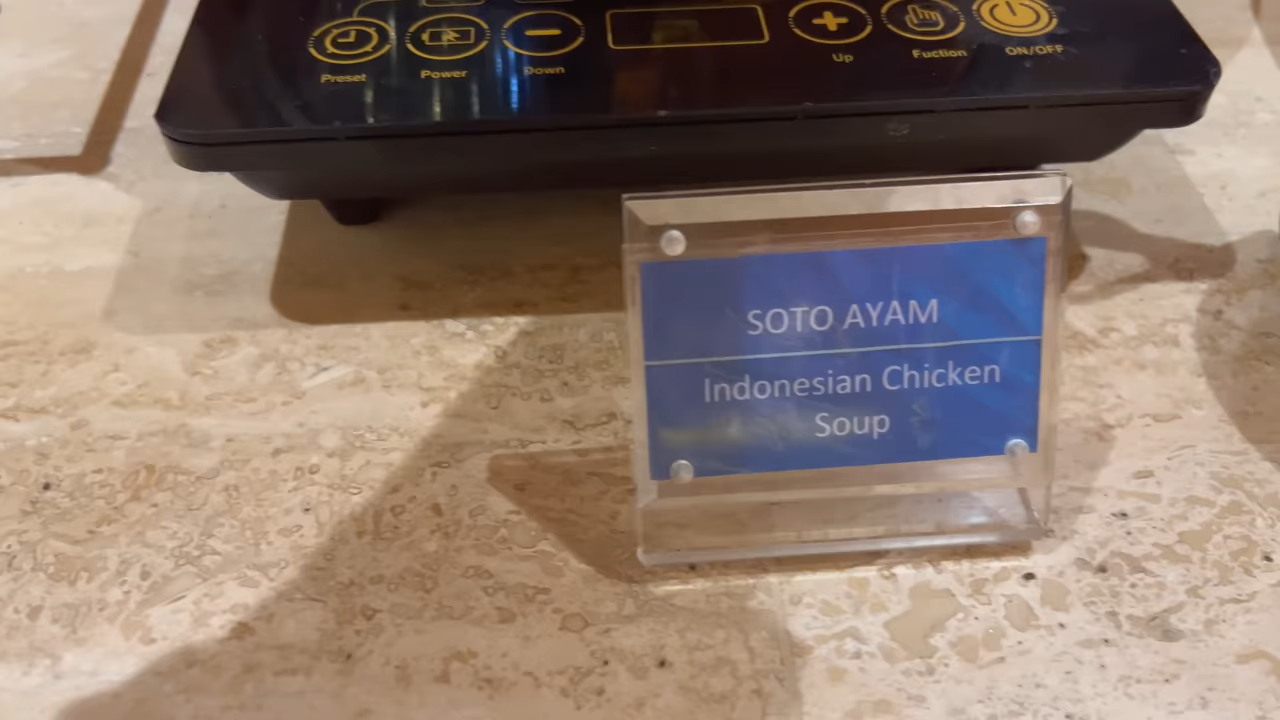 Preset Power Down Up Fuction ON/OFF
SOTO AYAM
Indonesian Chicken
Soup